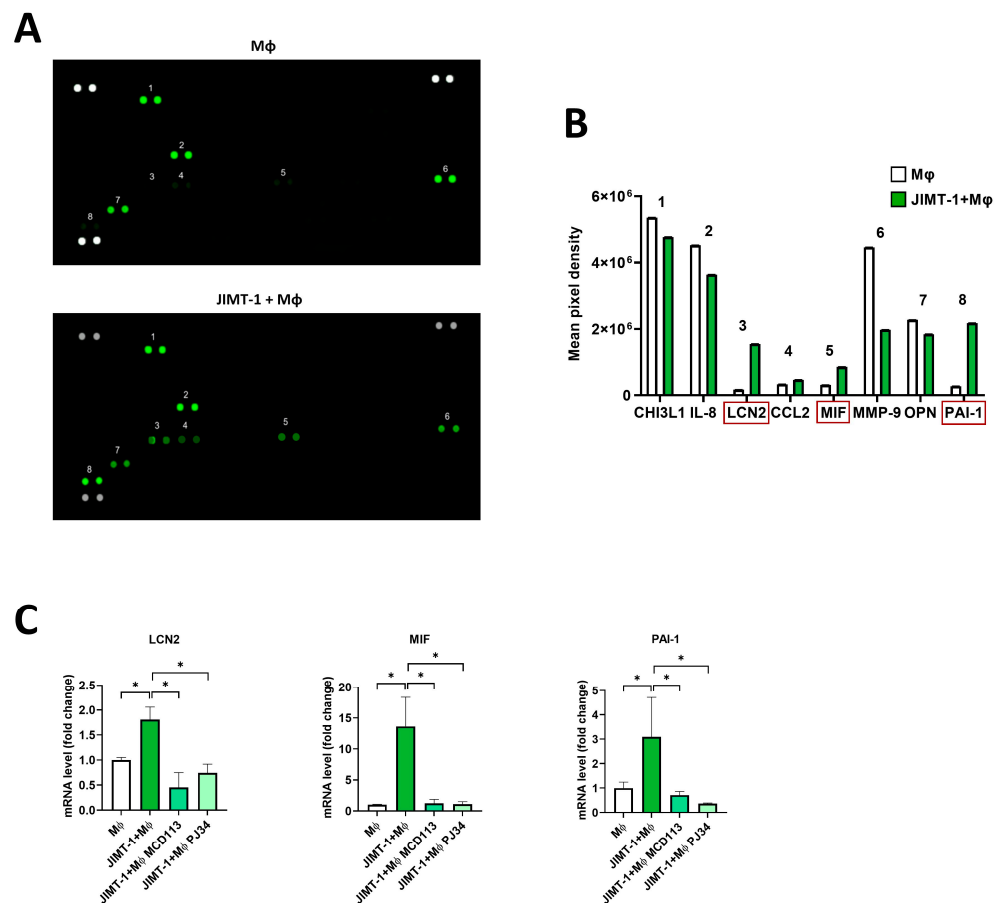 A
Mϕ
1
2
3
4
5
6
7
8
JIMT-1 + Mϕ
1
2
3
4
5
6
7
8
B
Mφ
JIMT-1+Mφ
Mean pixel density
6×10⁶
4×10⁶
2×10⁶
0
1
2
3
4
5
6
7
8
CHI3L1 IL-8 LCN2 CCL2 MIF MMP-9 OPN PAI-1
C
LCN2
mRNA level (fold change)
2.5
2.0
1.5
1.0
0.5
0.0
* * *
Mϕ
JIMT-1+Mϕ
JIMT-1+Mϕ MCD113
JIMT-1+Mϕ PJ34
MIF
mRNA level (fold change)
20
15
10
5
0
* * *
Mϕ
JIMT-1+Mϕ
JIMT-1+Mϕ MCD113
JIMT-1+Mϕ PJ34
PAI-1
mRNA level (fold change)
5
4
3
2
1
0
* * *
Mϕ
JIMT-1+Mϕ
JIMT-1+Mϕ MCD113
JIMT-1+Mϕ PJ34